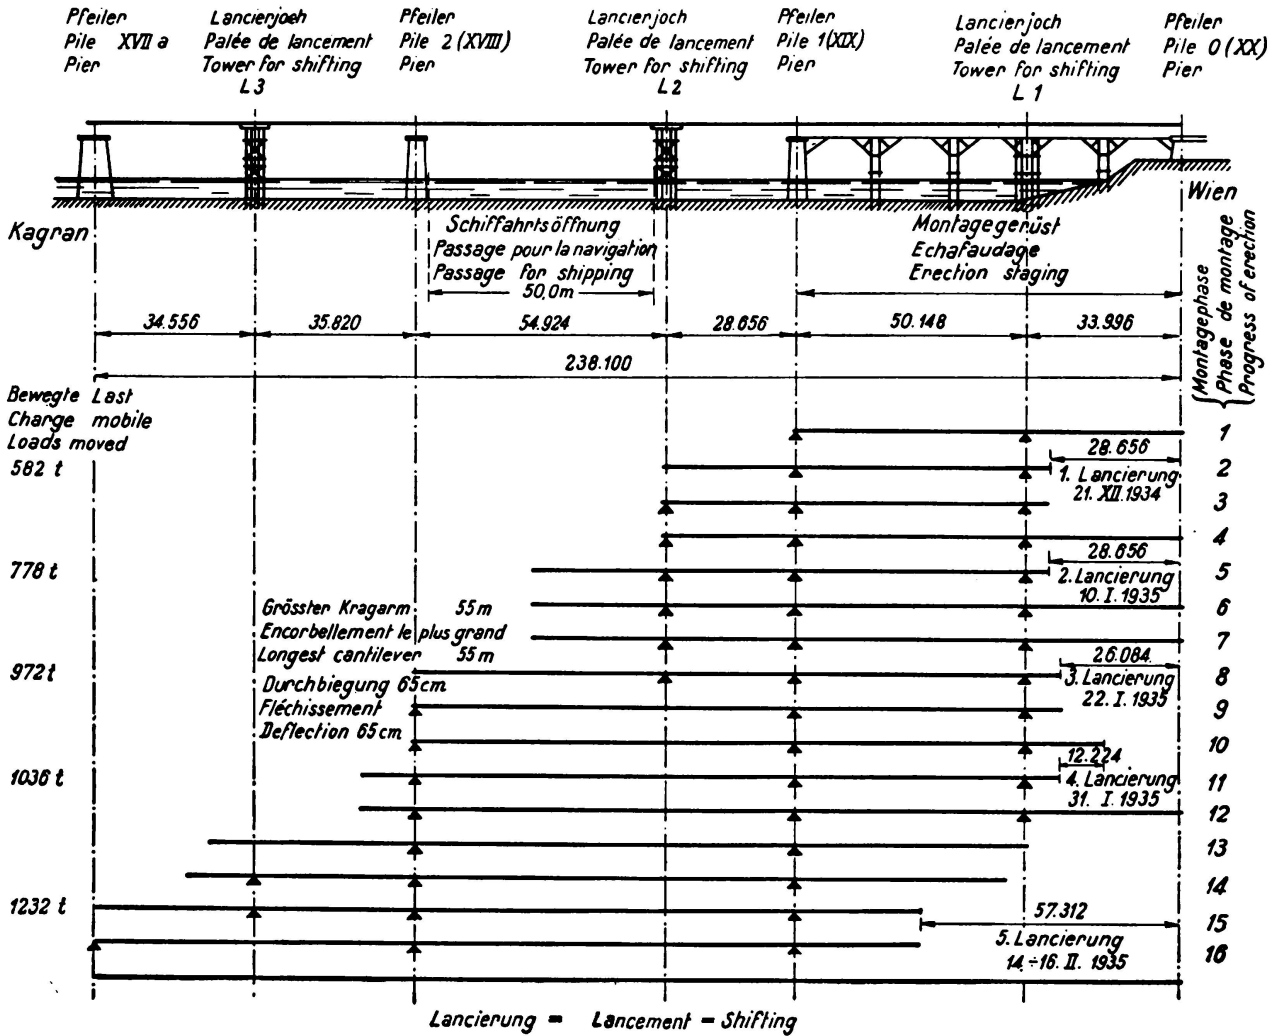 Pfeiler
Pile XVII a
Pier
Lancierjoch
Palée de lancement
Tower for shifting
L3
Pfeiler
Pile 2 (XVIII)
Pier
Lancierjoch
Palée de lancement
Tower for shifting
L2
Pfeiler
Pile 1 (XIX)
Pier
Lancierjoch
Palée de lancement
Tower for shifting
L1
Pfeiler
Pile 0 (XX)
Pier
Kagran
Wien
Schiffahrtsöffnung
Passage pour la navigation
Passage for shipping
50,0m
Montagegerüst
Echafaudage
Erection staging
Montagephase
Phase de montage
Progress of erection
34.556
35.820
54.924
28.656
50.148
33.996
238.100
Bewegte Last
Charge mobile
Loads moved
1
28.656
582 t
2
1. Lancierung
21. XII. 1934
3
4
28.656
778 t
5
2. Lancierung
10. I. 1935
Grösster Kragarm 55 m
6
Encorbellement le plus grand
7
Longest cantilever 55 m
26.084
972 t
8
3. Lancierung
22. I. 1935
Durchbiegung 65 cm
Fléchissement
9
Deflection 65 cm
10
12.224
1036 t
11
4. Lancierung
31. I. 1935
12
13
14
1232 t
57.312
15
5. Lancierung
14.÷16. II. 1935
16
Lancierung = Lancement = Shifting